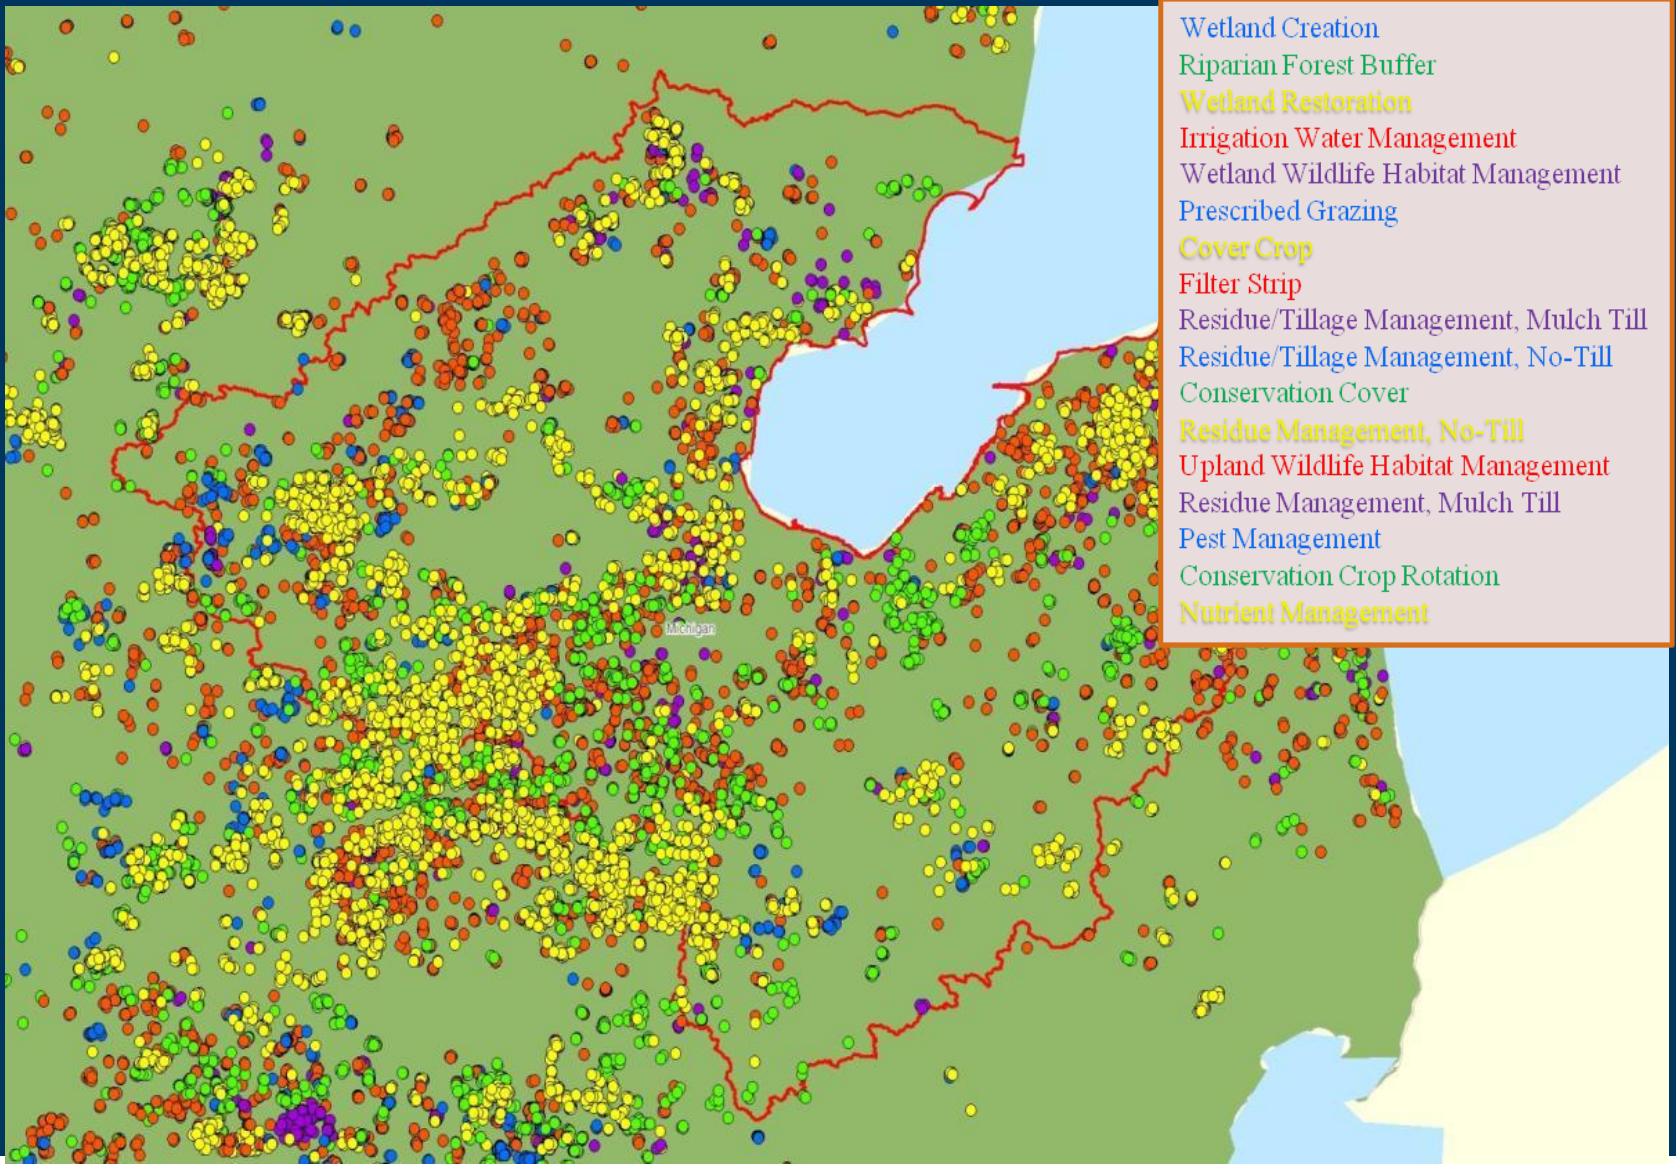 Wetland Creation
Riparian Forest Buffer
Wetland Restoration
Irrigation Water Management
Wetland Wildlife Habitat Management
Prescribed Grazing
Cover Crop
Filter Strip
Residue/Tillage Management, Mulch Till
Residue/Tillage Management, No-Till
Conservation Cover
Residue Management, No-Till
Upland Wildlife Habitat Management
Residue Management, Mulch Till
Pest Management
Conservation Crop Rotation
Nutrient Management
Michigan